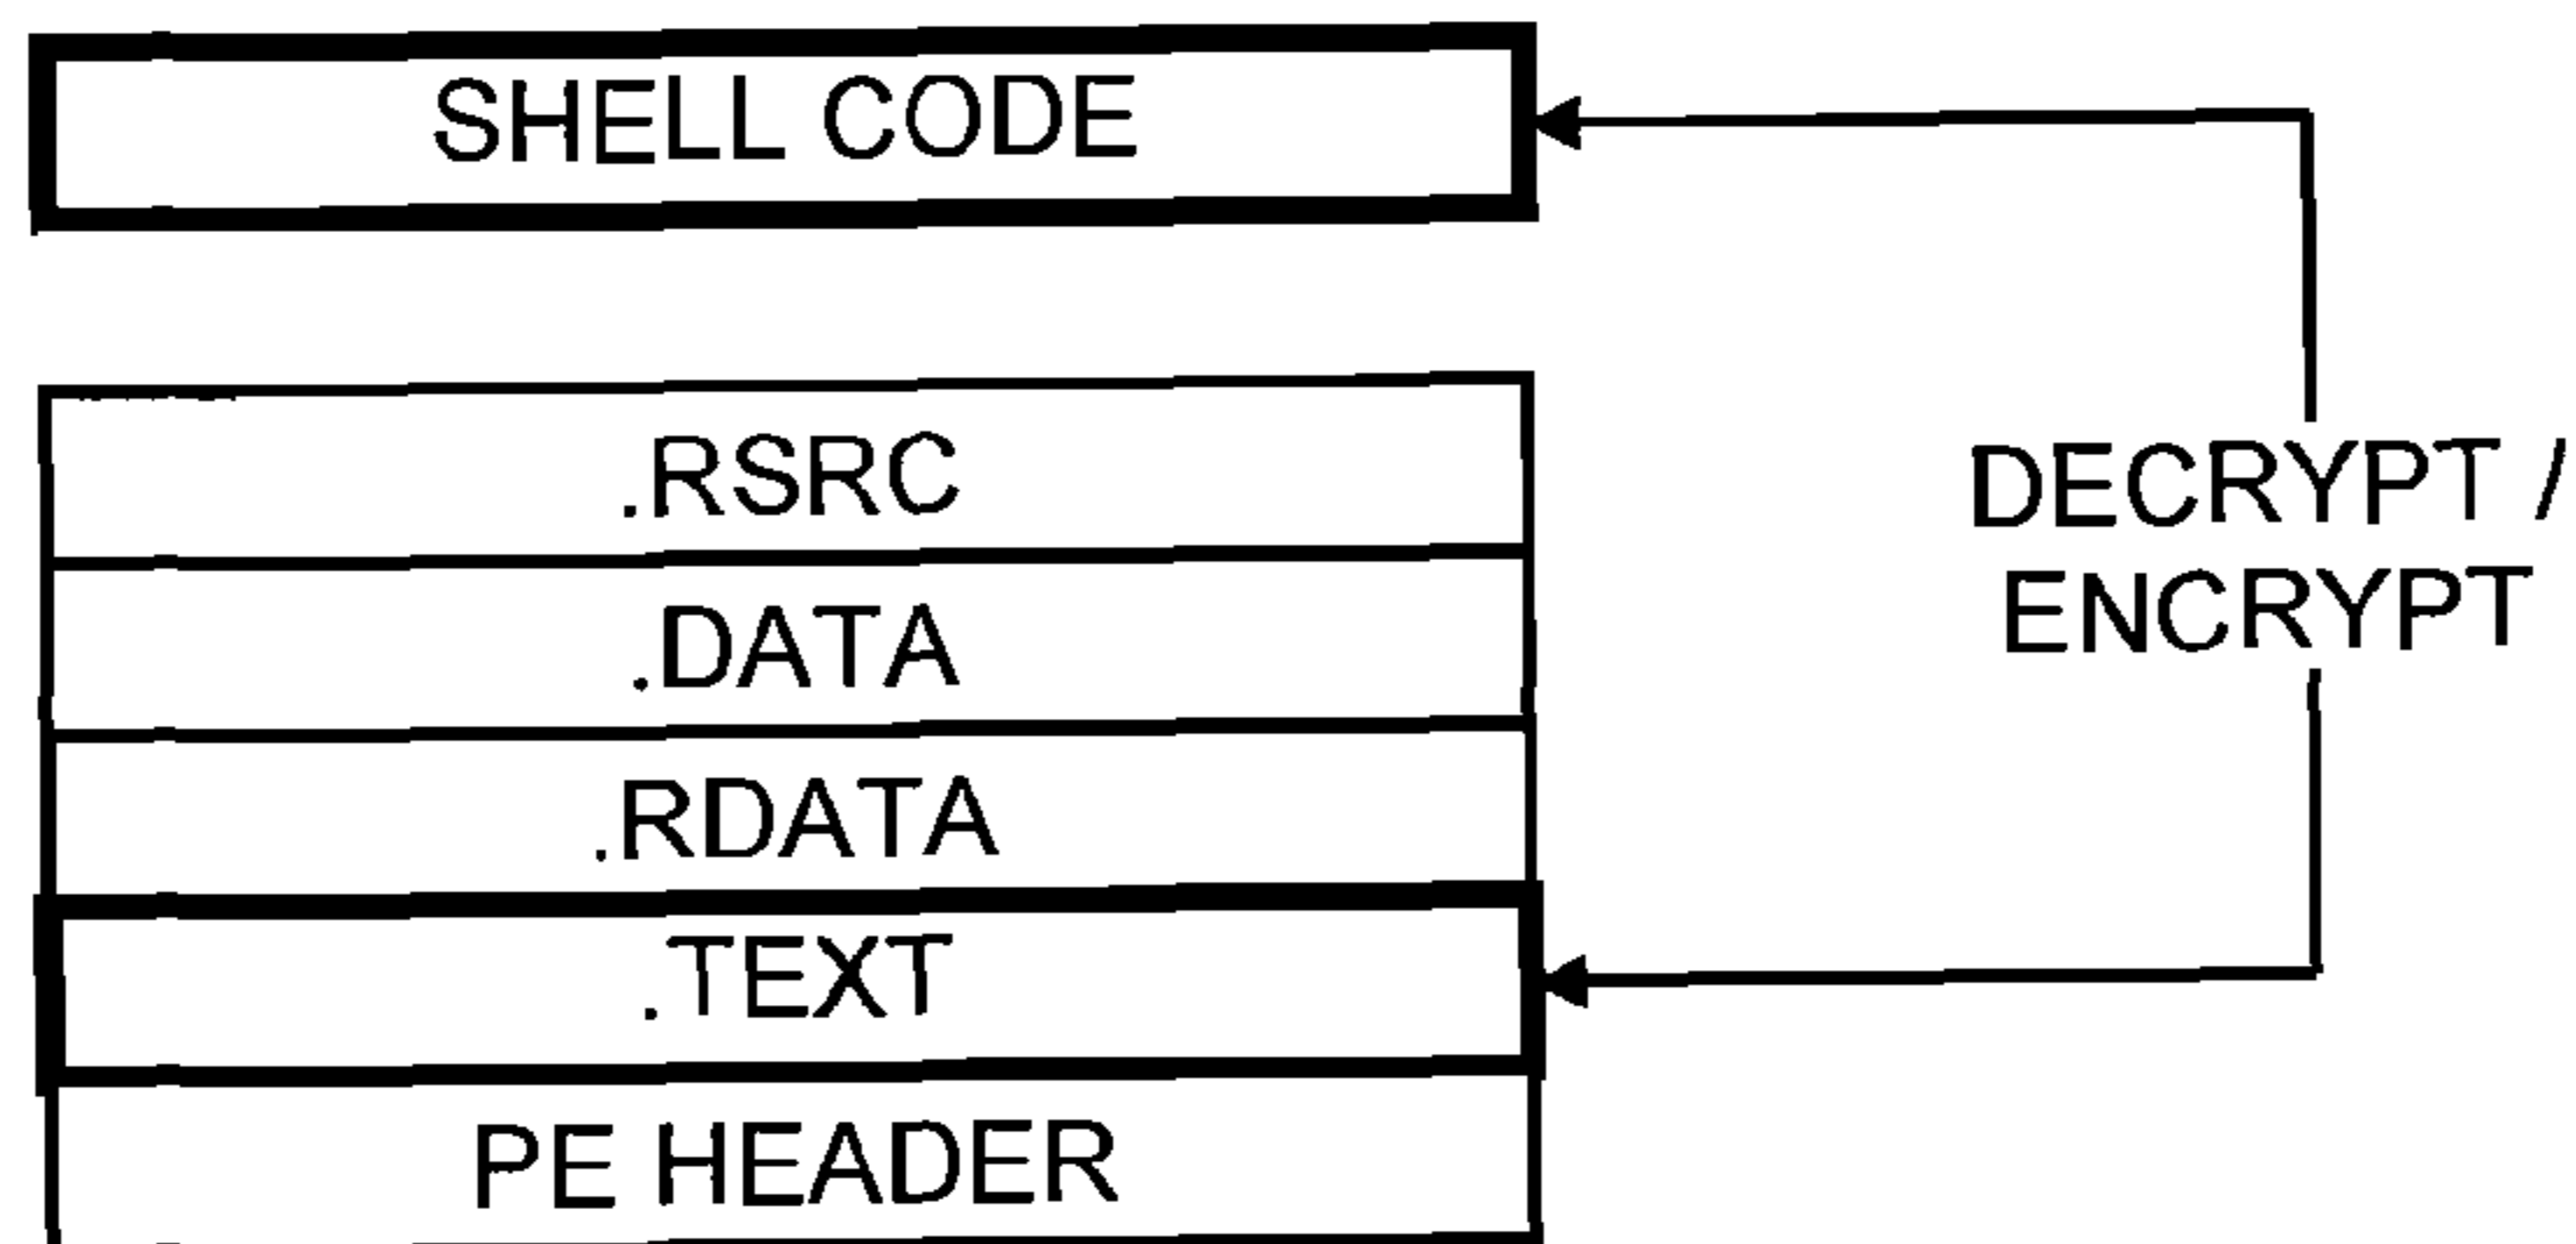 SHELL CODE
.RSRC
.DATA
.RDATA
.TEXT
PE HEADER
DECRYPT /
ENCRYPT